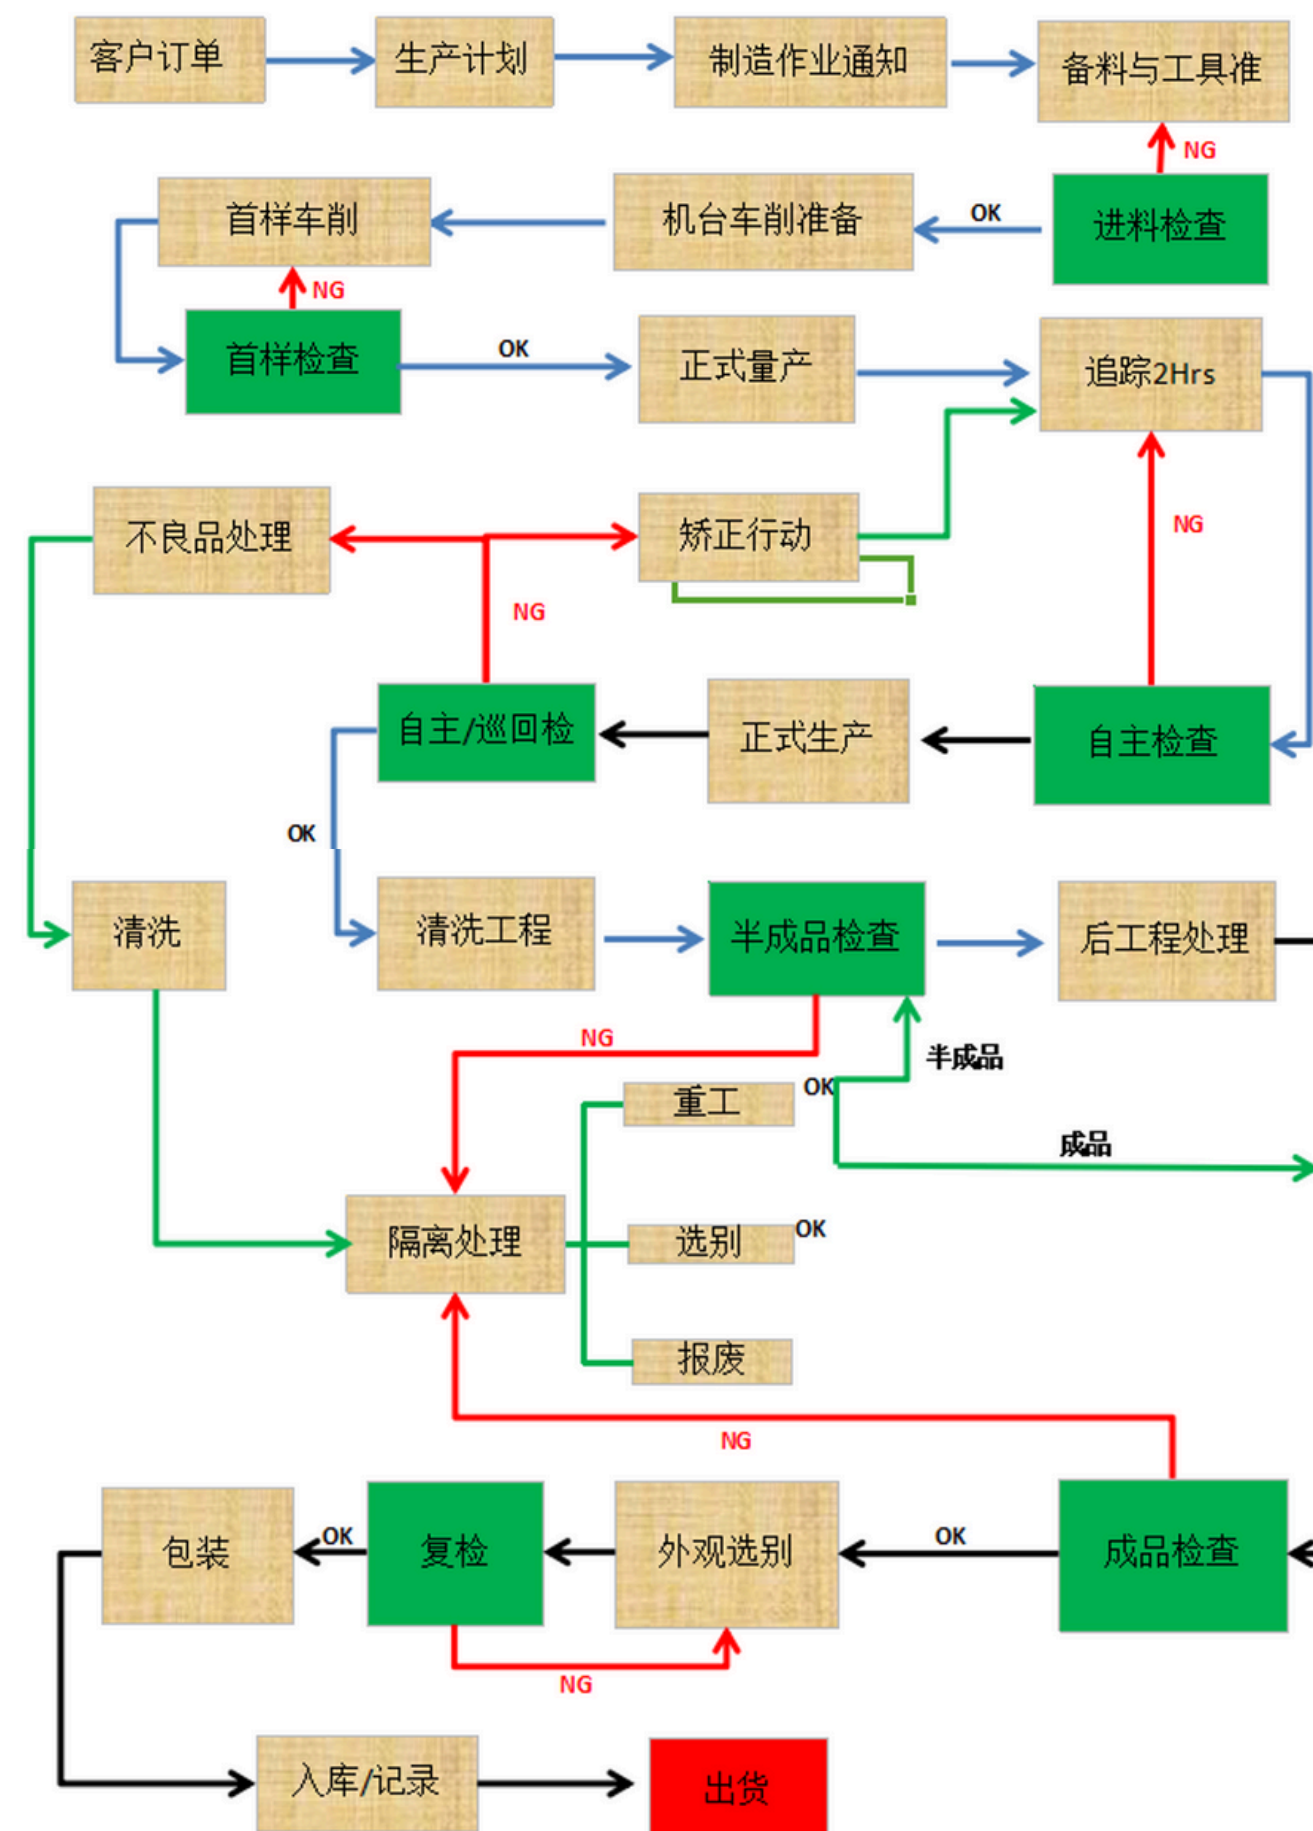 客户订单
生产计划
制造作业通知
备料与工具准
NG
首样车削
机台车削准备
OK
进料检查
NG
首样检查
OK
正式量产
追踪2Hrs
不良品处理
矫正行动
NG
NG
自主/巡回检
正式生产
自主检查
OK
清洗
清洗工程
半成品检查
后工程处理
NG
半成品
重工
OK
成品
隔离处理
选别
OK
报废
NG
包装
OK
复检
外观选别
OK
成品检查
NG
入库/记录
出货